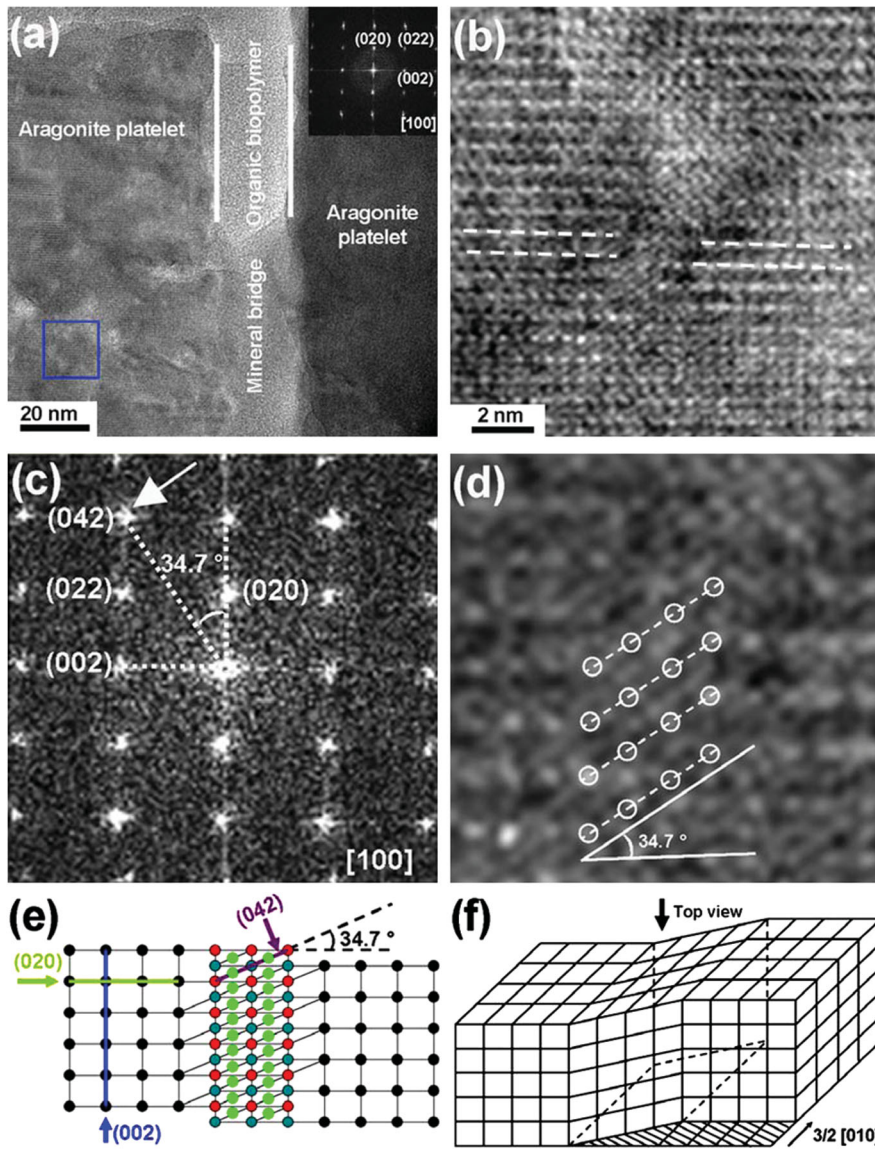 (a)
Aragonite platelet
Organic biopolymer
Mineral bridge
Aragonite
platelet
(020)
(022)
(002)
[100]
20 nm
(b)
2 nm
(c)
(042)
34.7 °
(022)
(020)
(002)
[100]
(d)
34.7 °
(e)
(042)
34.7 °
(020)
(002)
(f)
Top view
3/2 [010]